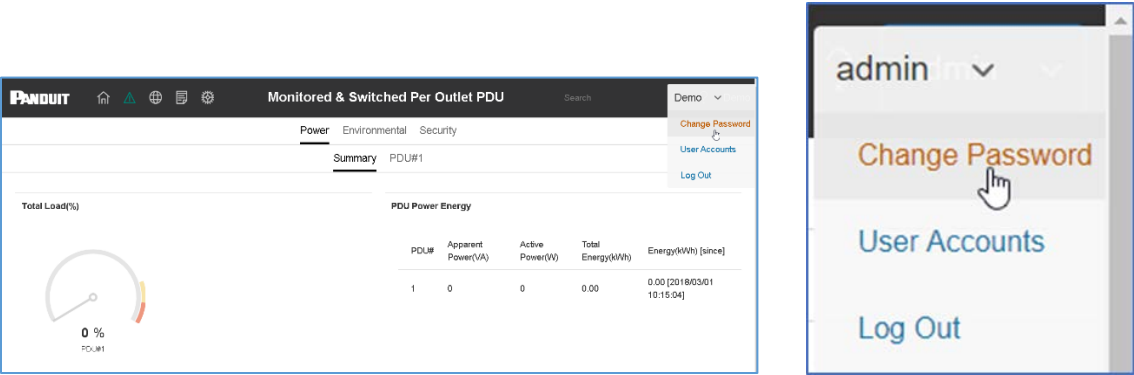 PANDUIT
Monitored & Switched Per Outlet PDU
Search
Demo
Change Password
User Accounts
Log Out
Power Environmental Security
Summary PDU#1
Total Load(%)
0 %
PDU#1
PDU Power Energy
PDU# Apparent Power(VA) Active Power(W) Total Energy(kWh) Energy(kWh) [since]
1 0 0 0.00 0.00 [2018/03/01 10:15:04]
admin
Change Password
User Accounts
Log Out